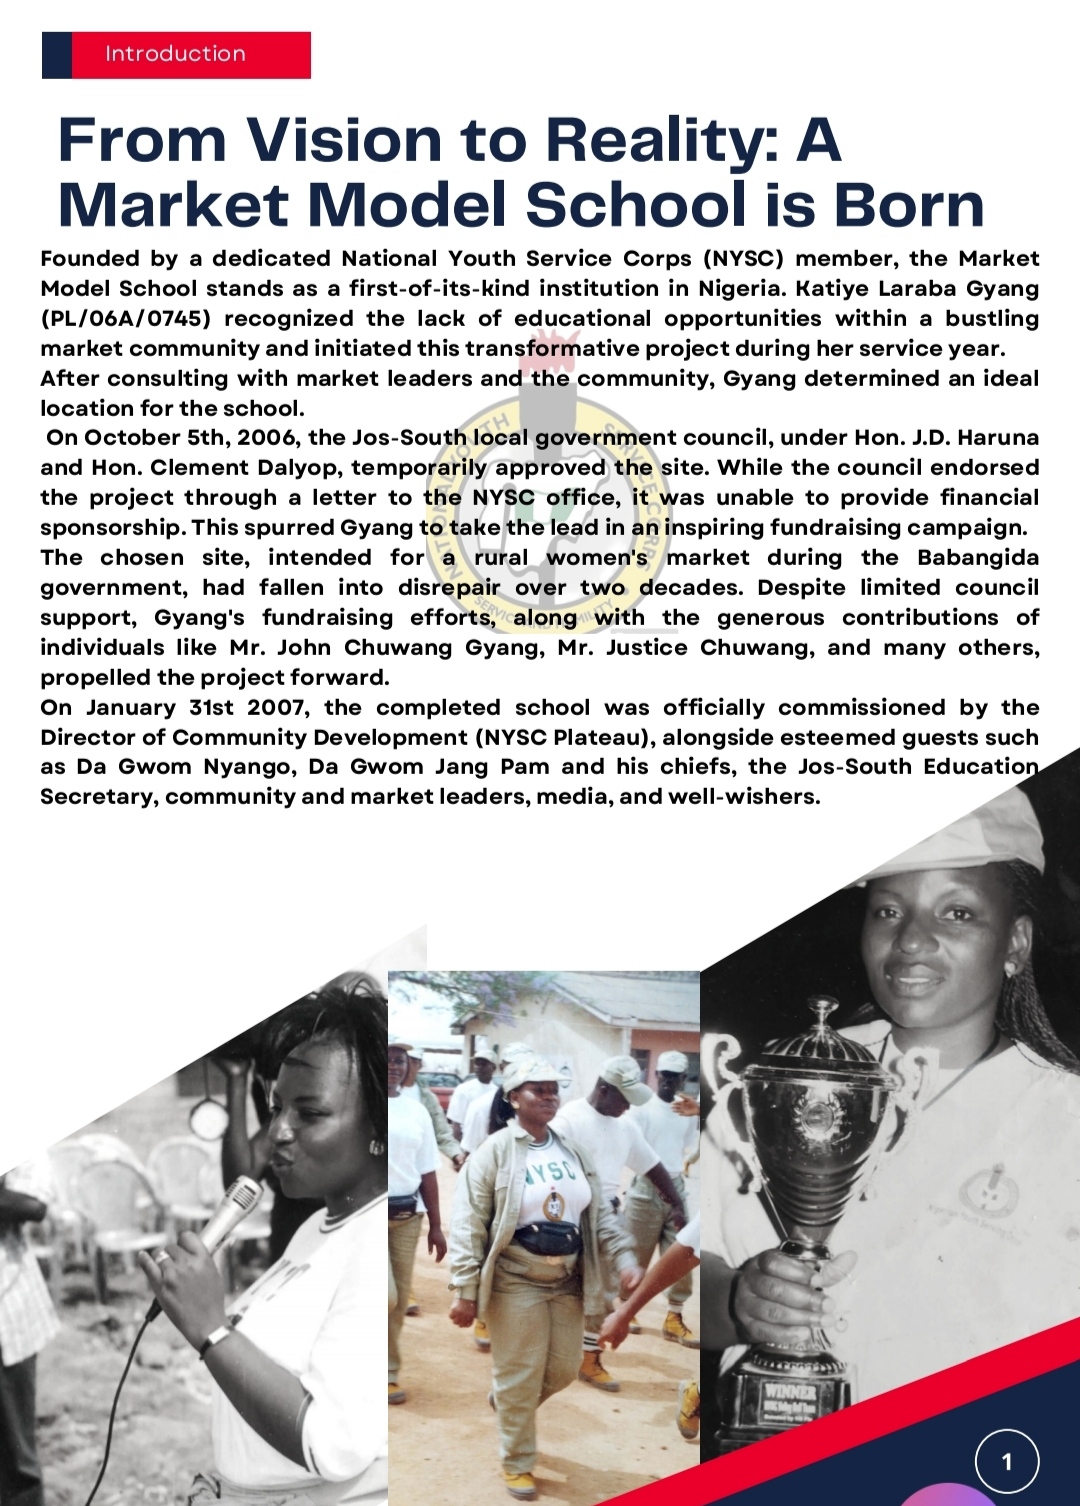 Introduction
From Vision to Reality: A
Market Model School is Born
Founded by a dedicated National Youth Service Corps (NYSC) member, the Market
Model School stands as a first-of-its-kind institution in Nigeria. Katiye Laraba Gyang
(PL/06A/0745) recognized the lack of educational opportunities within a bustling
market community and initiated this transformative project during her service year.
After consulting with market leaders and the community, Gyang determined an ideal
location for the school.
On October 5th, 2006, the Jos-South local government council, under Hon. J.D. Haruna
and Hon. Clement Dalyop, temporarily approved the site. While the council endorsed
the project through a letter to the NYSC office, it was unable to provide financial
sponsorship. This spurred Gyang to take the lead in an inspiring fundraising campaign.
The chosen site, intended for a rural women's market during the Babangida
government, had fallen into disrepair over two decades. Despite limited council
support, Gyang's fundraising efforts, along with the generous contributions of
individuals like Mr. John Chuwang Gyang, Mr. Justice Chuwang, and many others,
propelled the project forward.
On January 31st 2007, the completed school was officially commissioned by the
Director of Community Development (NYSC Plateau), alongside esteemed guests such
as Da Gwom Nyango, Da Gwom Jang Pam and his chiefs, the Jos-South Education
Secretary, community and market leaders, media, and well-wishers.
NATIONAL YOUTH SERVICE CORPS
SERVICE AND HUMILITY
NYSC
WINNER
1